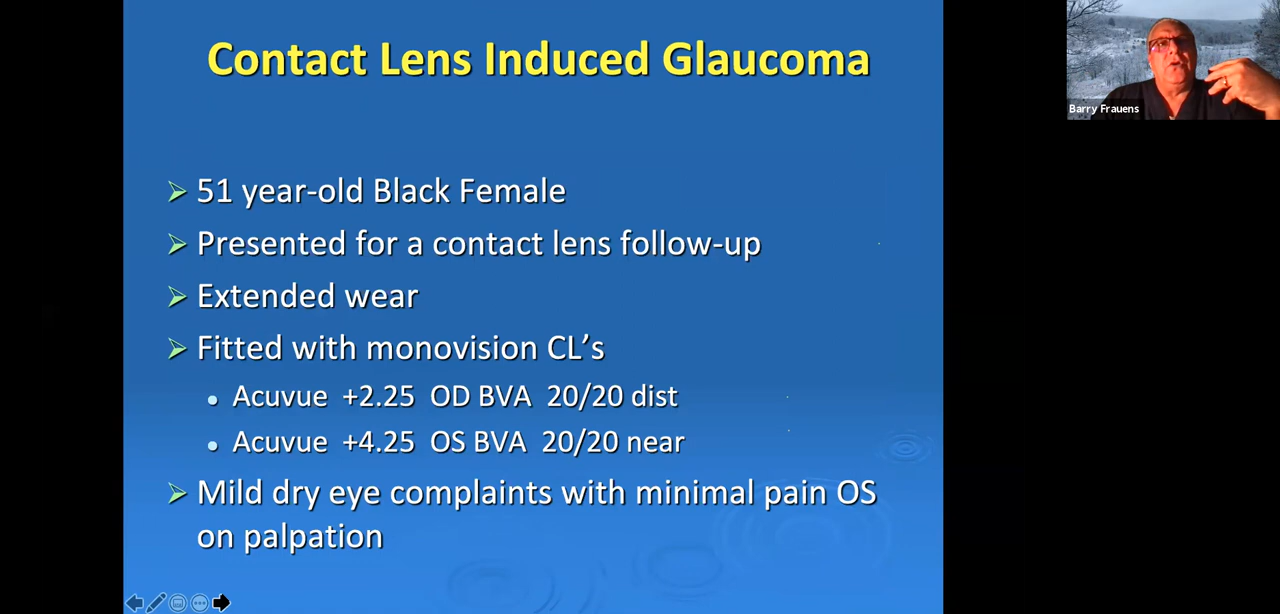 Contact Lens Induced Glaucoma
51 year-old Black Female
Presented for a contact lens follow-up
Extended wear
Fitted with monovision CL’s
Acuvue +2.25 OD BVA 20/20 dist
Acuvue +4.25 OS BVA 20/20 near
Mild dry eye complaints with minimal pain OS
on palpation
Barry Frauens